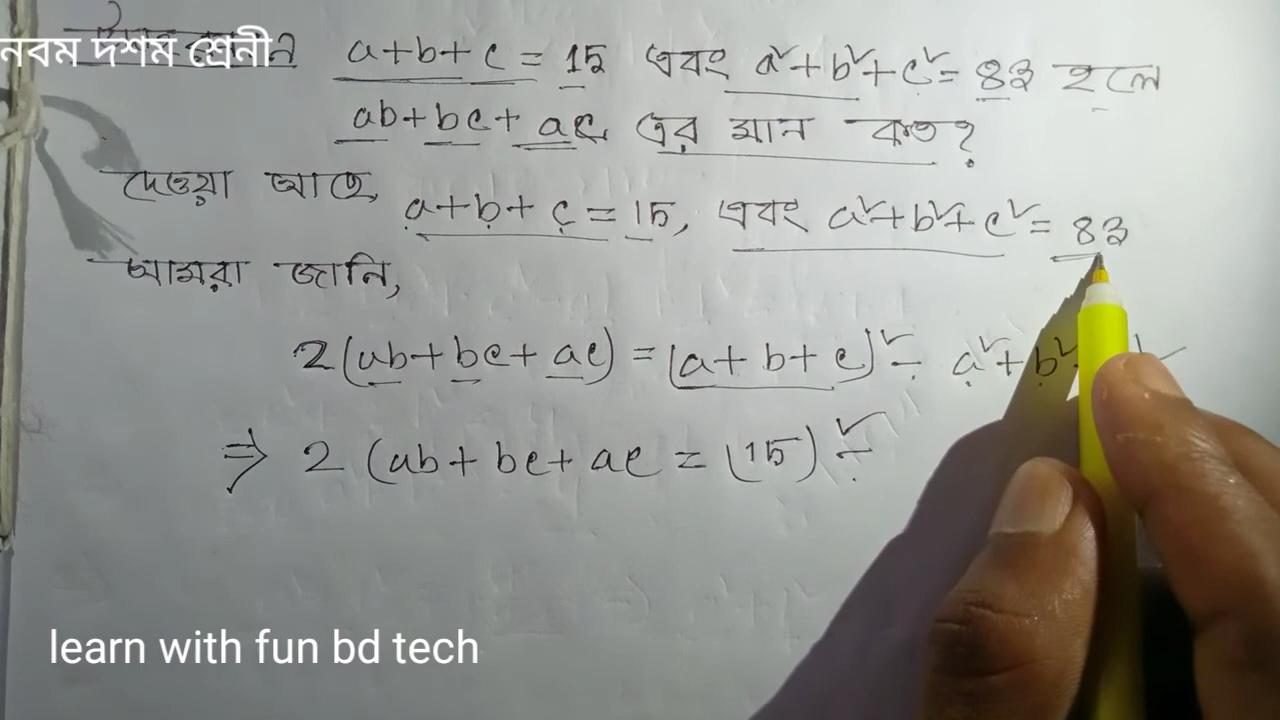 নবম দশম শ্রেনী
a+b+c = 15 এবং a²+b²+c² = 83 হলে
ab+bc+ac এর মান কত?
দেওয়া আছে,
a+b+c = 15, এবং a²+b²+c² = 83
আমরা জানি,
2(ab+bc+ac) = (a+b+c)² - a²+b²
⇒ 2 (ab+bc+ac = (15)² -
learn with fun bd tech